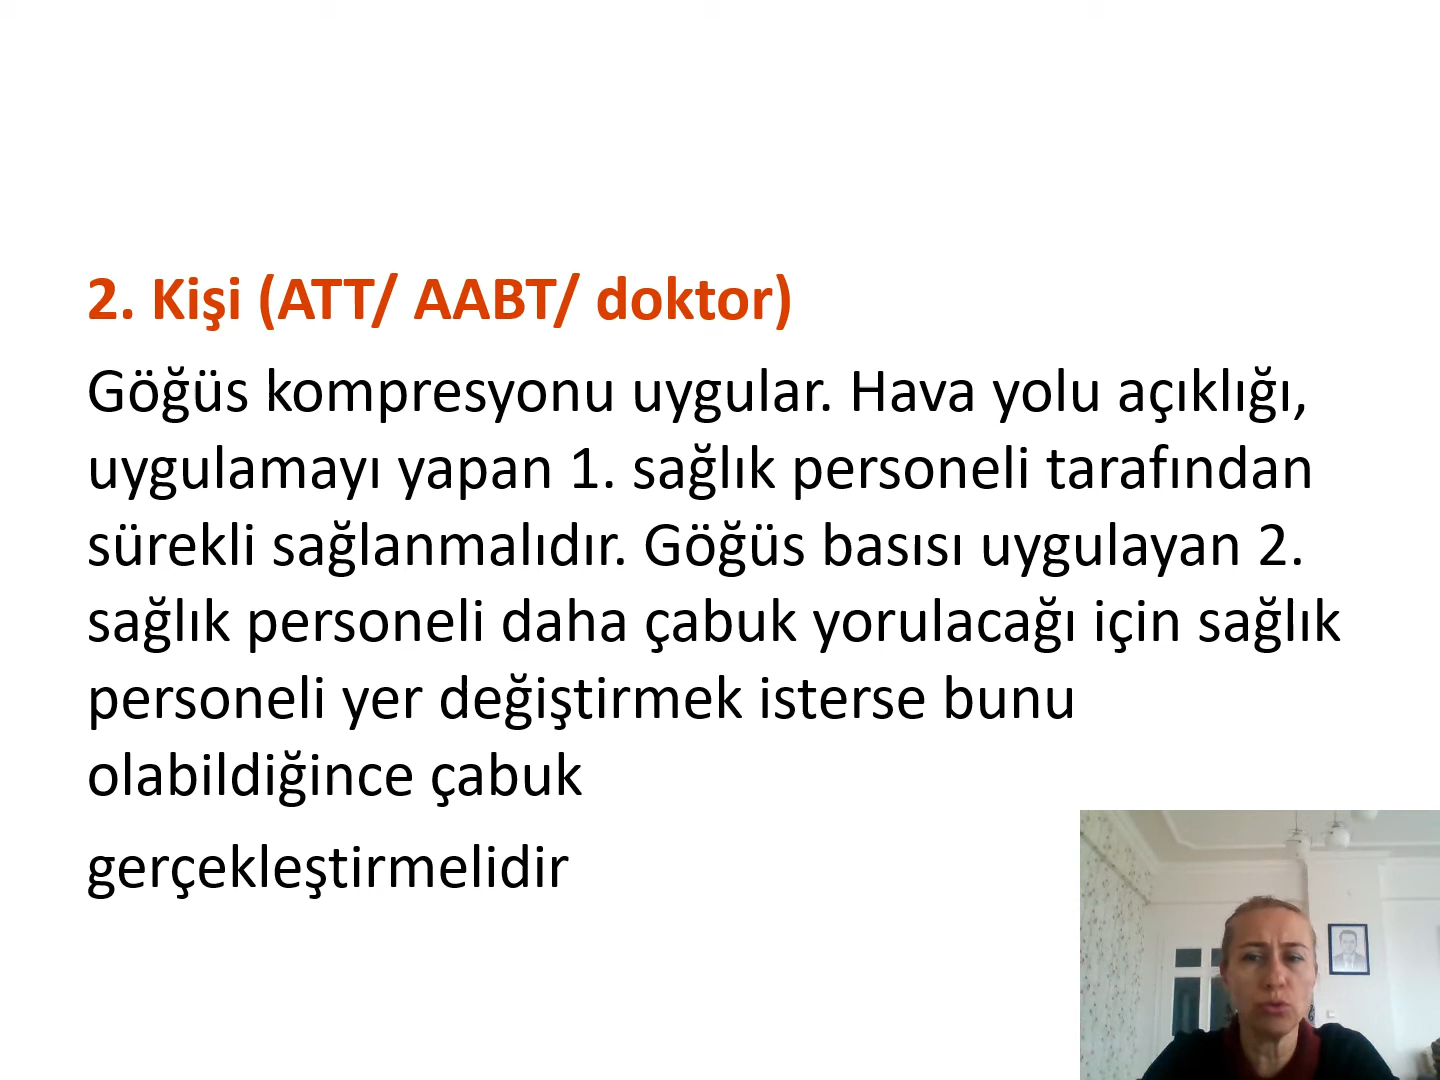 2. Kişi (ATT/ AABT/ doktor)
Göğüs kompresyonu uygular. Hava yolu açıklığı,
uygulamayı yapan 1. sağlık personeli tarafından
sürekli sağlanmalıdır. Göğüs basısı uygulayan 2.
sağlık personeli daha çabuk yorulacağı için sağlık
personeli yer değiştirmek isterse bunu
olabildiğince çabuk
gerçekleştirmelidir